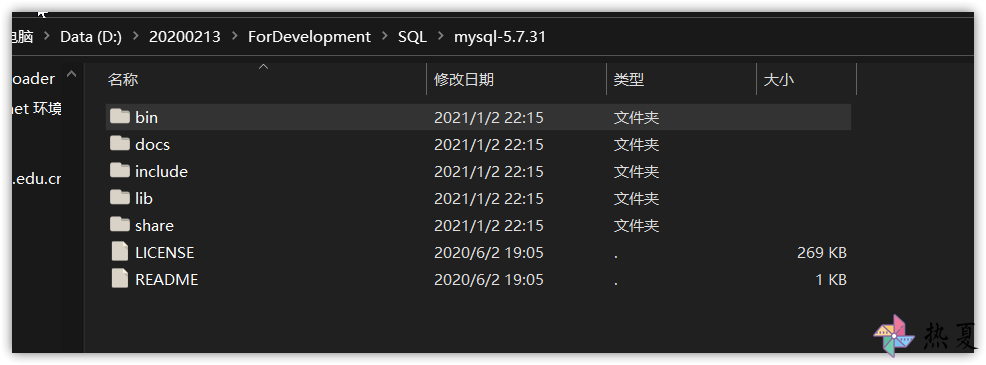 电脑 > Data (D:) > 20200213 > ForDevelopment > SQL > mysql-5.7.31
oader
net 环境
.edu.cn
名称 修改日期 类型 大小
bin 2021/1/2 22:15 文件夹
docs 2021/1/2 22:15 文件夹
include 2021/1/2 22:15 文件夹
lib 2021/1/2 22:15 文件夹
share 2021/1/2 22:15 文件夹
LICENSE 2020/6/2 19:05 . 269 KB
README 2020/6/2 19:05 . 1 KB
热夏